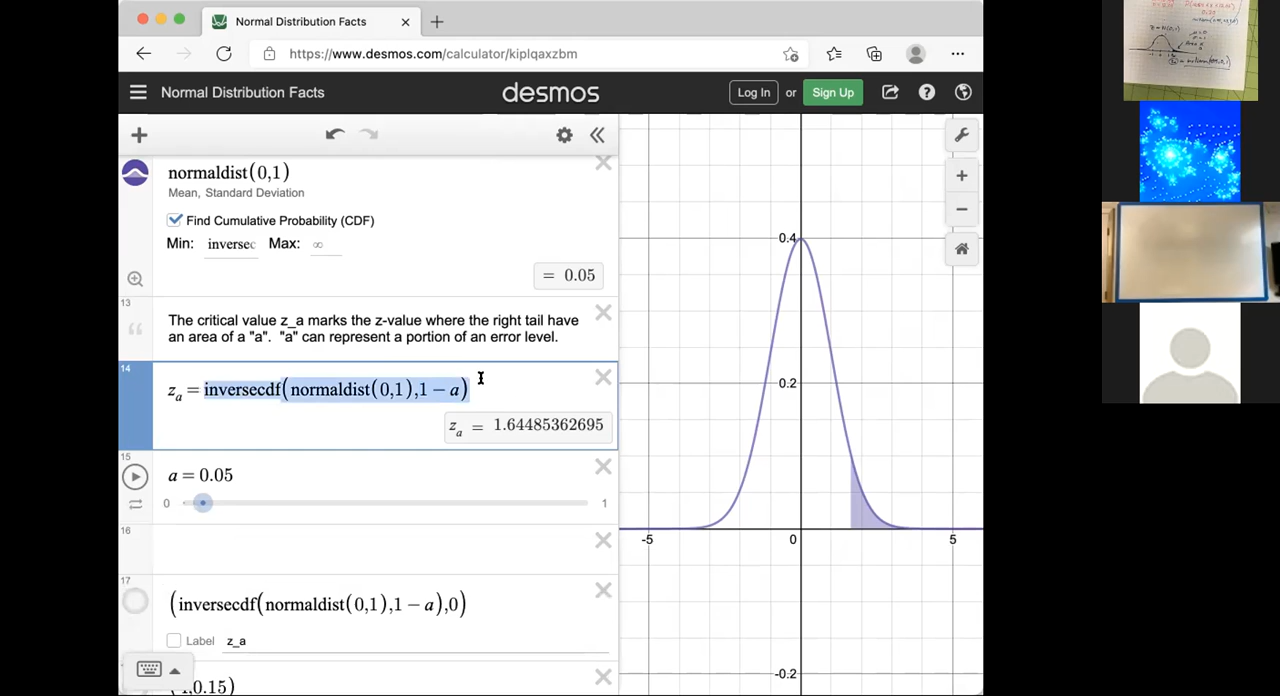 Normal Distribution Facts
https://www.desmos.com/calculator/kiplqaxzbm
Normal Distribution Facts
desmos
Log In or Sign Up
normaldist(0,1)
Mean, Standard Deviation
Find Cumulative Probability (CDF)
Min: inversec Max: ∞
= 0.05
13
The critical value z_a marks the z-value where the right tail have
an area of a "a". "a" can represent a portion of an error level.
14
z_a = inversecdf(normaldist(0,1),1 − a)
z_a = 1.64485362695
15
a = 0.05
0
1
16
17
(inversecdf(normaldist(0,1),1 − a),0)
Label z_a
0.15)
0.4
0.2
-5
0
5
-0.2